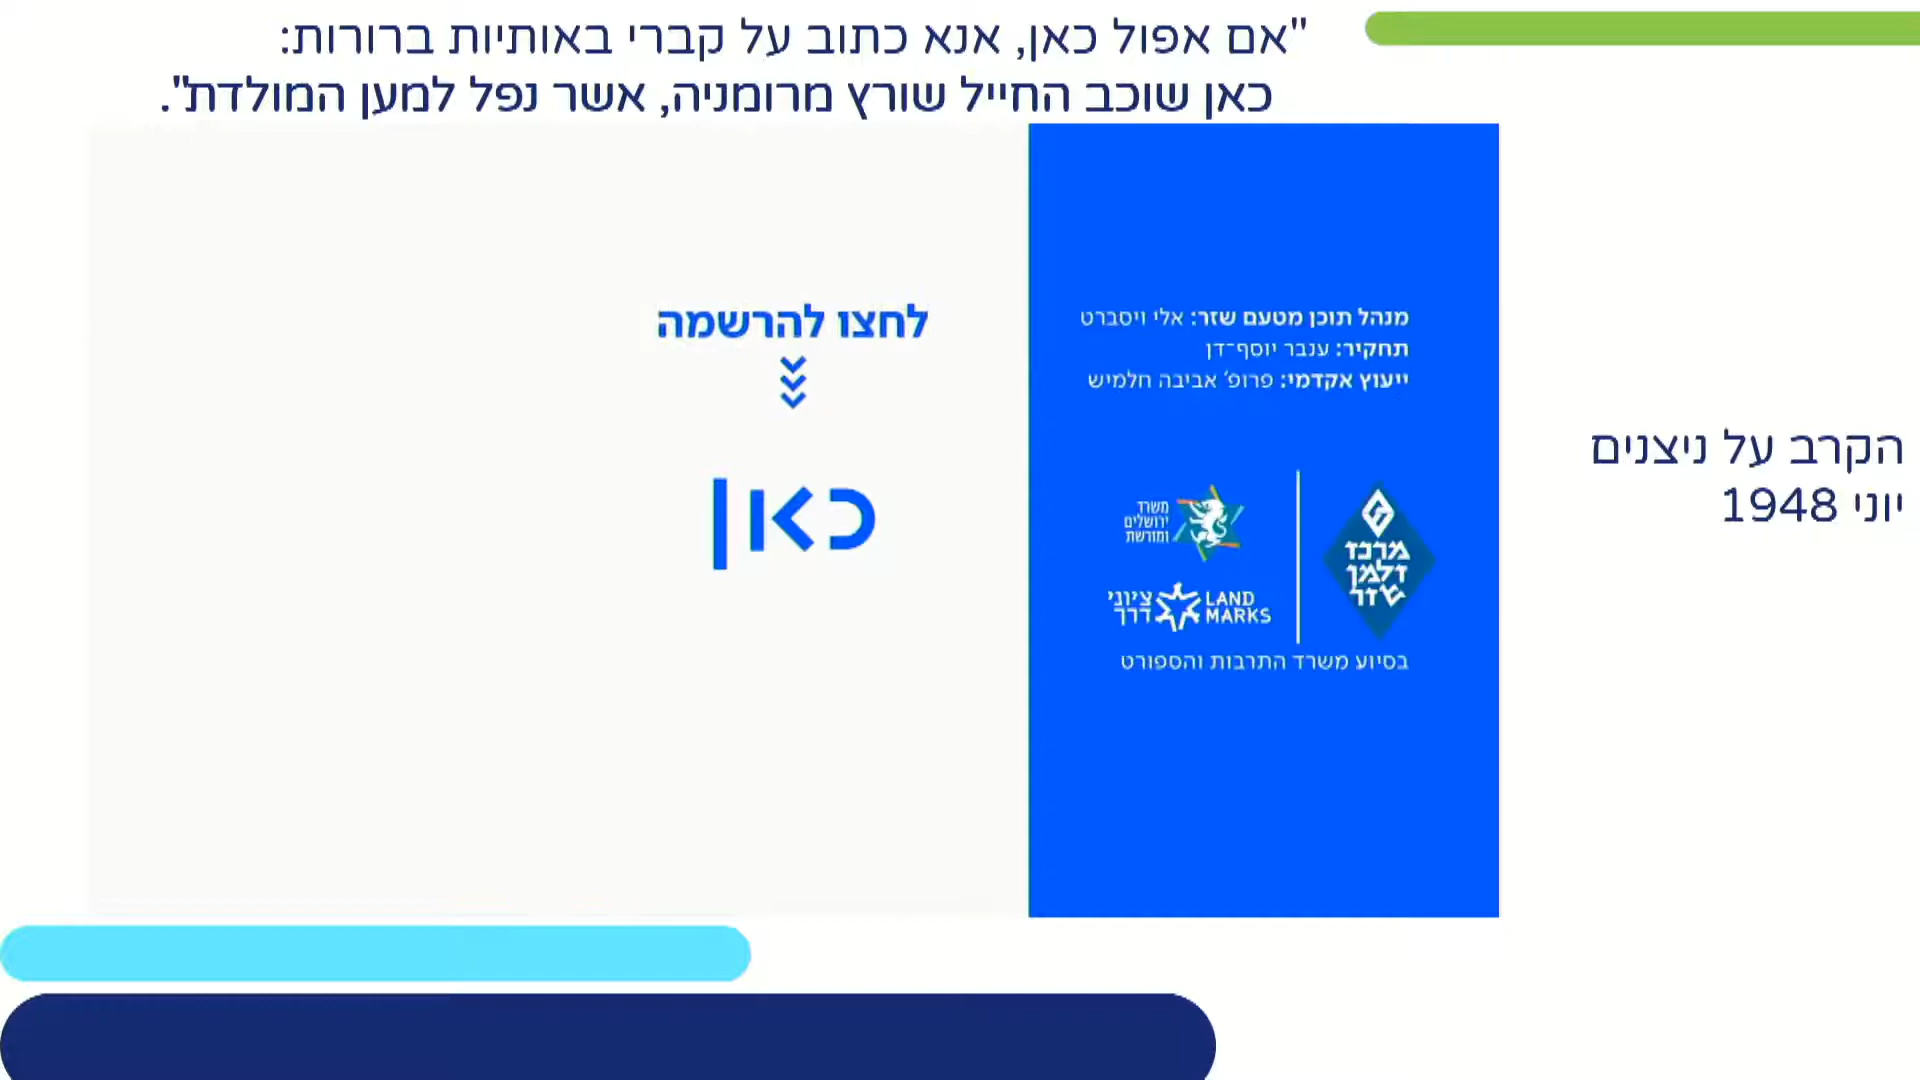 "אם אפול כאן, אנא כתוב על קברי באותיות ברורות:
כאן שוכב החייל שורץ מרומניה, אשר נפל למען המולדת".
הקרב על ניצנים
יוני 1948
מנהל תוכן מטעם שזר: אלי ויסברט
תחקיר: ענבר יוסף־דן
ייעוץ אקדמי: פרופ' אביבה חלמיש
מרכז
זלמן
שזר
משרד
ירושלים
ומורשת
LAND
MARKS
ציוני
דרך
בסיוע משרד התרבות והספורט
לחצו להרשמה
כאן